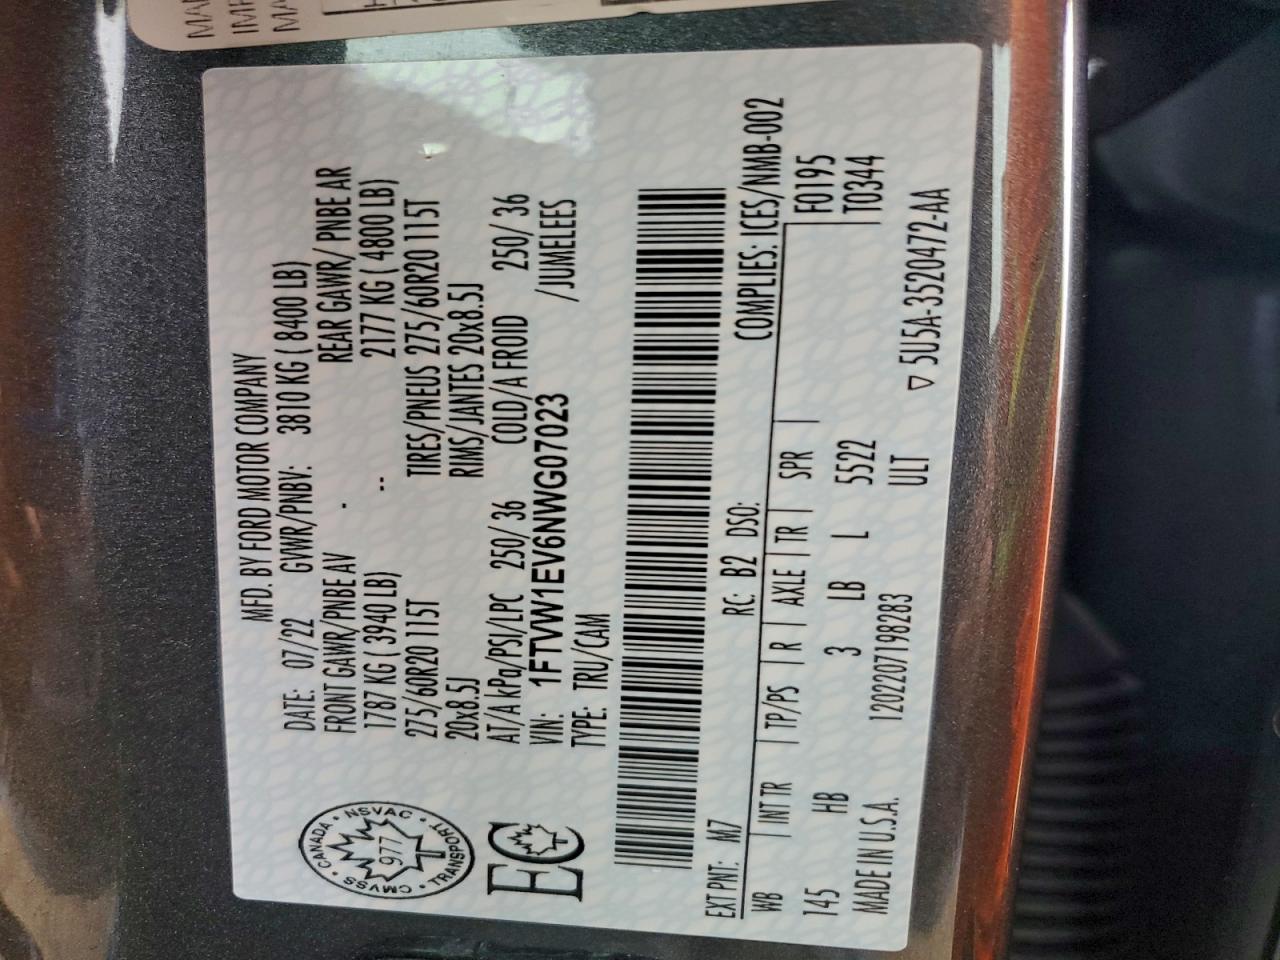 MFD. BY FORD MOTOR COMPANY
DATE: 07/22 GVWR/PNBV: 3810 KG ( 8400 LB)
FRONT GAWR/PNBE AV REAR GAWR/ PNBE AR
1787 KG ( 3940 LB) 2177 KG ( 4800 LB)
275/60R20 115T TIRES/PNEUS 275/60R20 115T
20x8.5J RIMS/JANTES 20x8.5J
AT/A kPa/PSI/LPC 250/ 36 COLD/A FROID 250/ 36
VIN: 1FTVW1EV6NWG07023 /JUMELEES
TYPE: TRU/CAM
CANADA • NSVAC • TRANSPORT • CMVSS
977
T
EC
EXT PNT: M7 RC: B2 DSO: COMPLIES: ICES/NMB-002
WB INT TR TP/PS R AXLE TR SPR F0195
145 HB 3 LB L 5522 T0344
ULT
MADE IN U.S.A. 1202207198283 ▽ 5U5A-3520472-AA